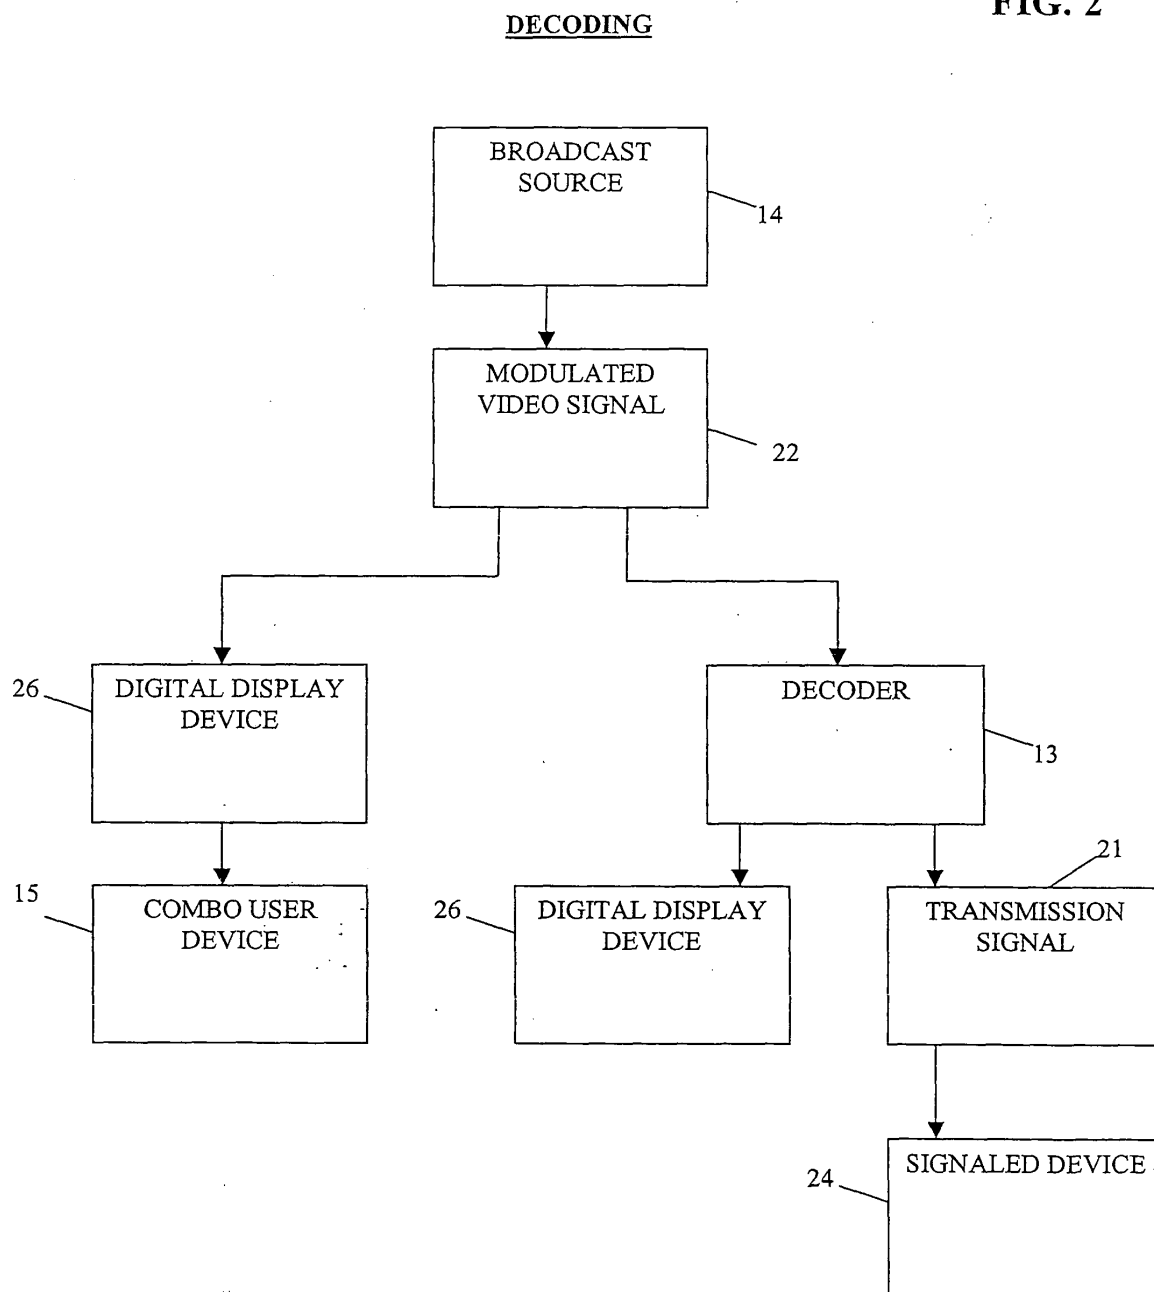 FIG. 2
DECODING
BROADCAST
SOURCE
14
MODULATED
VIDEO SIGNAL
22
26
DIGITAL DISPLAY
DEVICE
DECODER
13
21
15
COMBO USER
DEVICE
26
DIGITAL DISPLAY
DEVICE
TRANSMISSION
SIGNAL
24
SIGNALED DEVICE